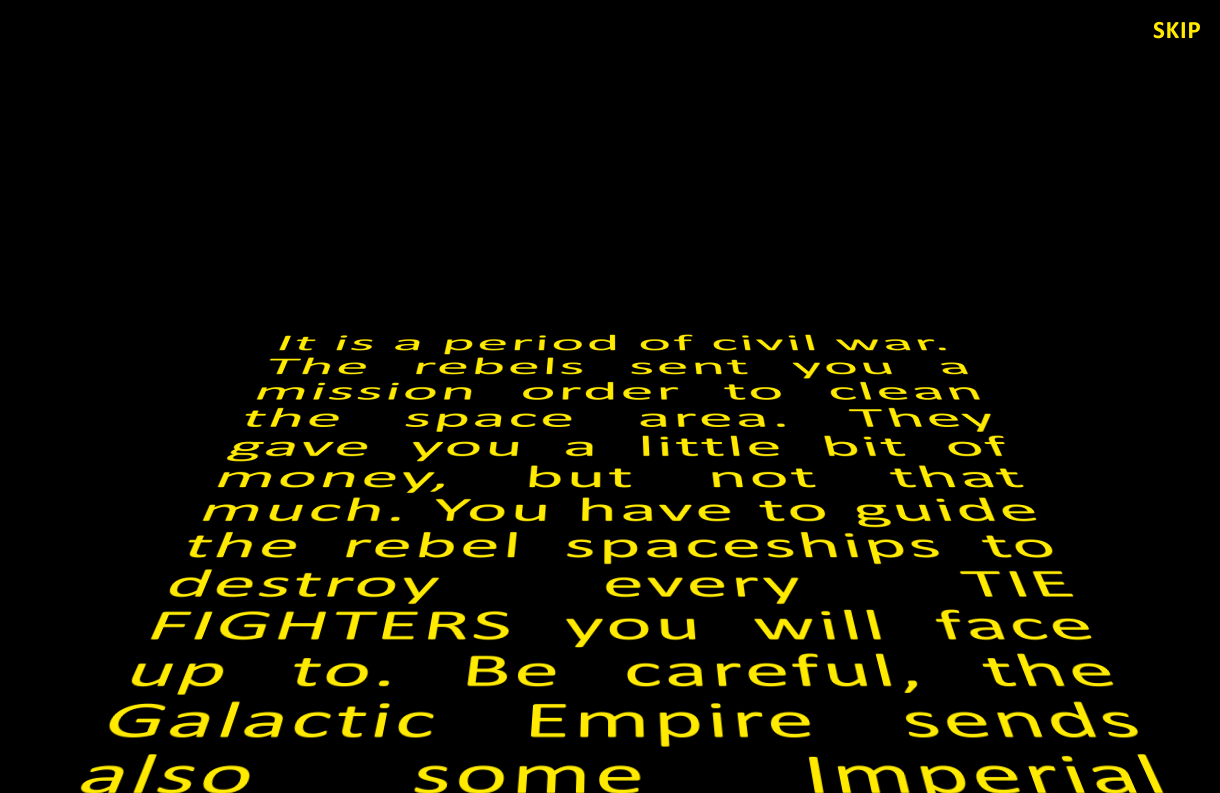 SKIP
It is a period of civil war.
The rebels sent you a
mission order to clean
the space area. They
gave you a little bit of
money, but not that
much. You have to guide
the rebel spaceships to
destroy every TIE
FIGHTERS you will face
up to. Be careful, the
Galactic Empire sends
also some Imperial